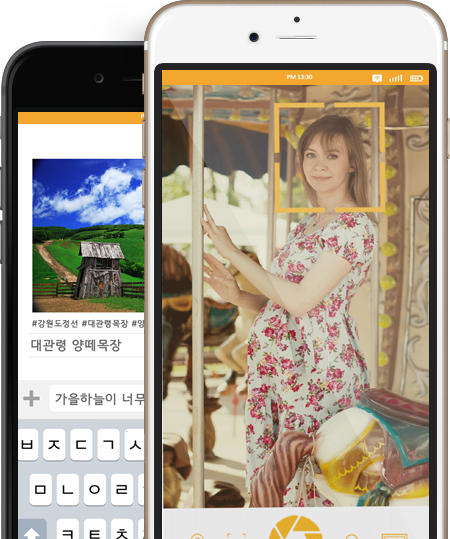 PM 13:30
#강원도정선 #대관령목장 #양
대관령 양떼목장
가을하늘이 너무
ㅂ ㅈ ㄷ ㄱ ㅅ
ㅁ ㄴ ㅇ ㄹ
ㅋ ㅌ ㅊ